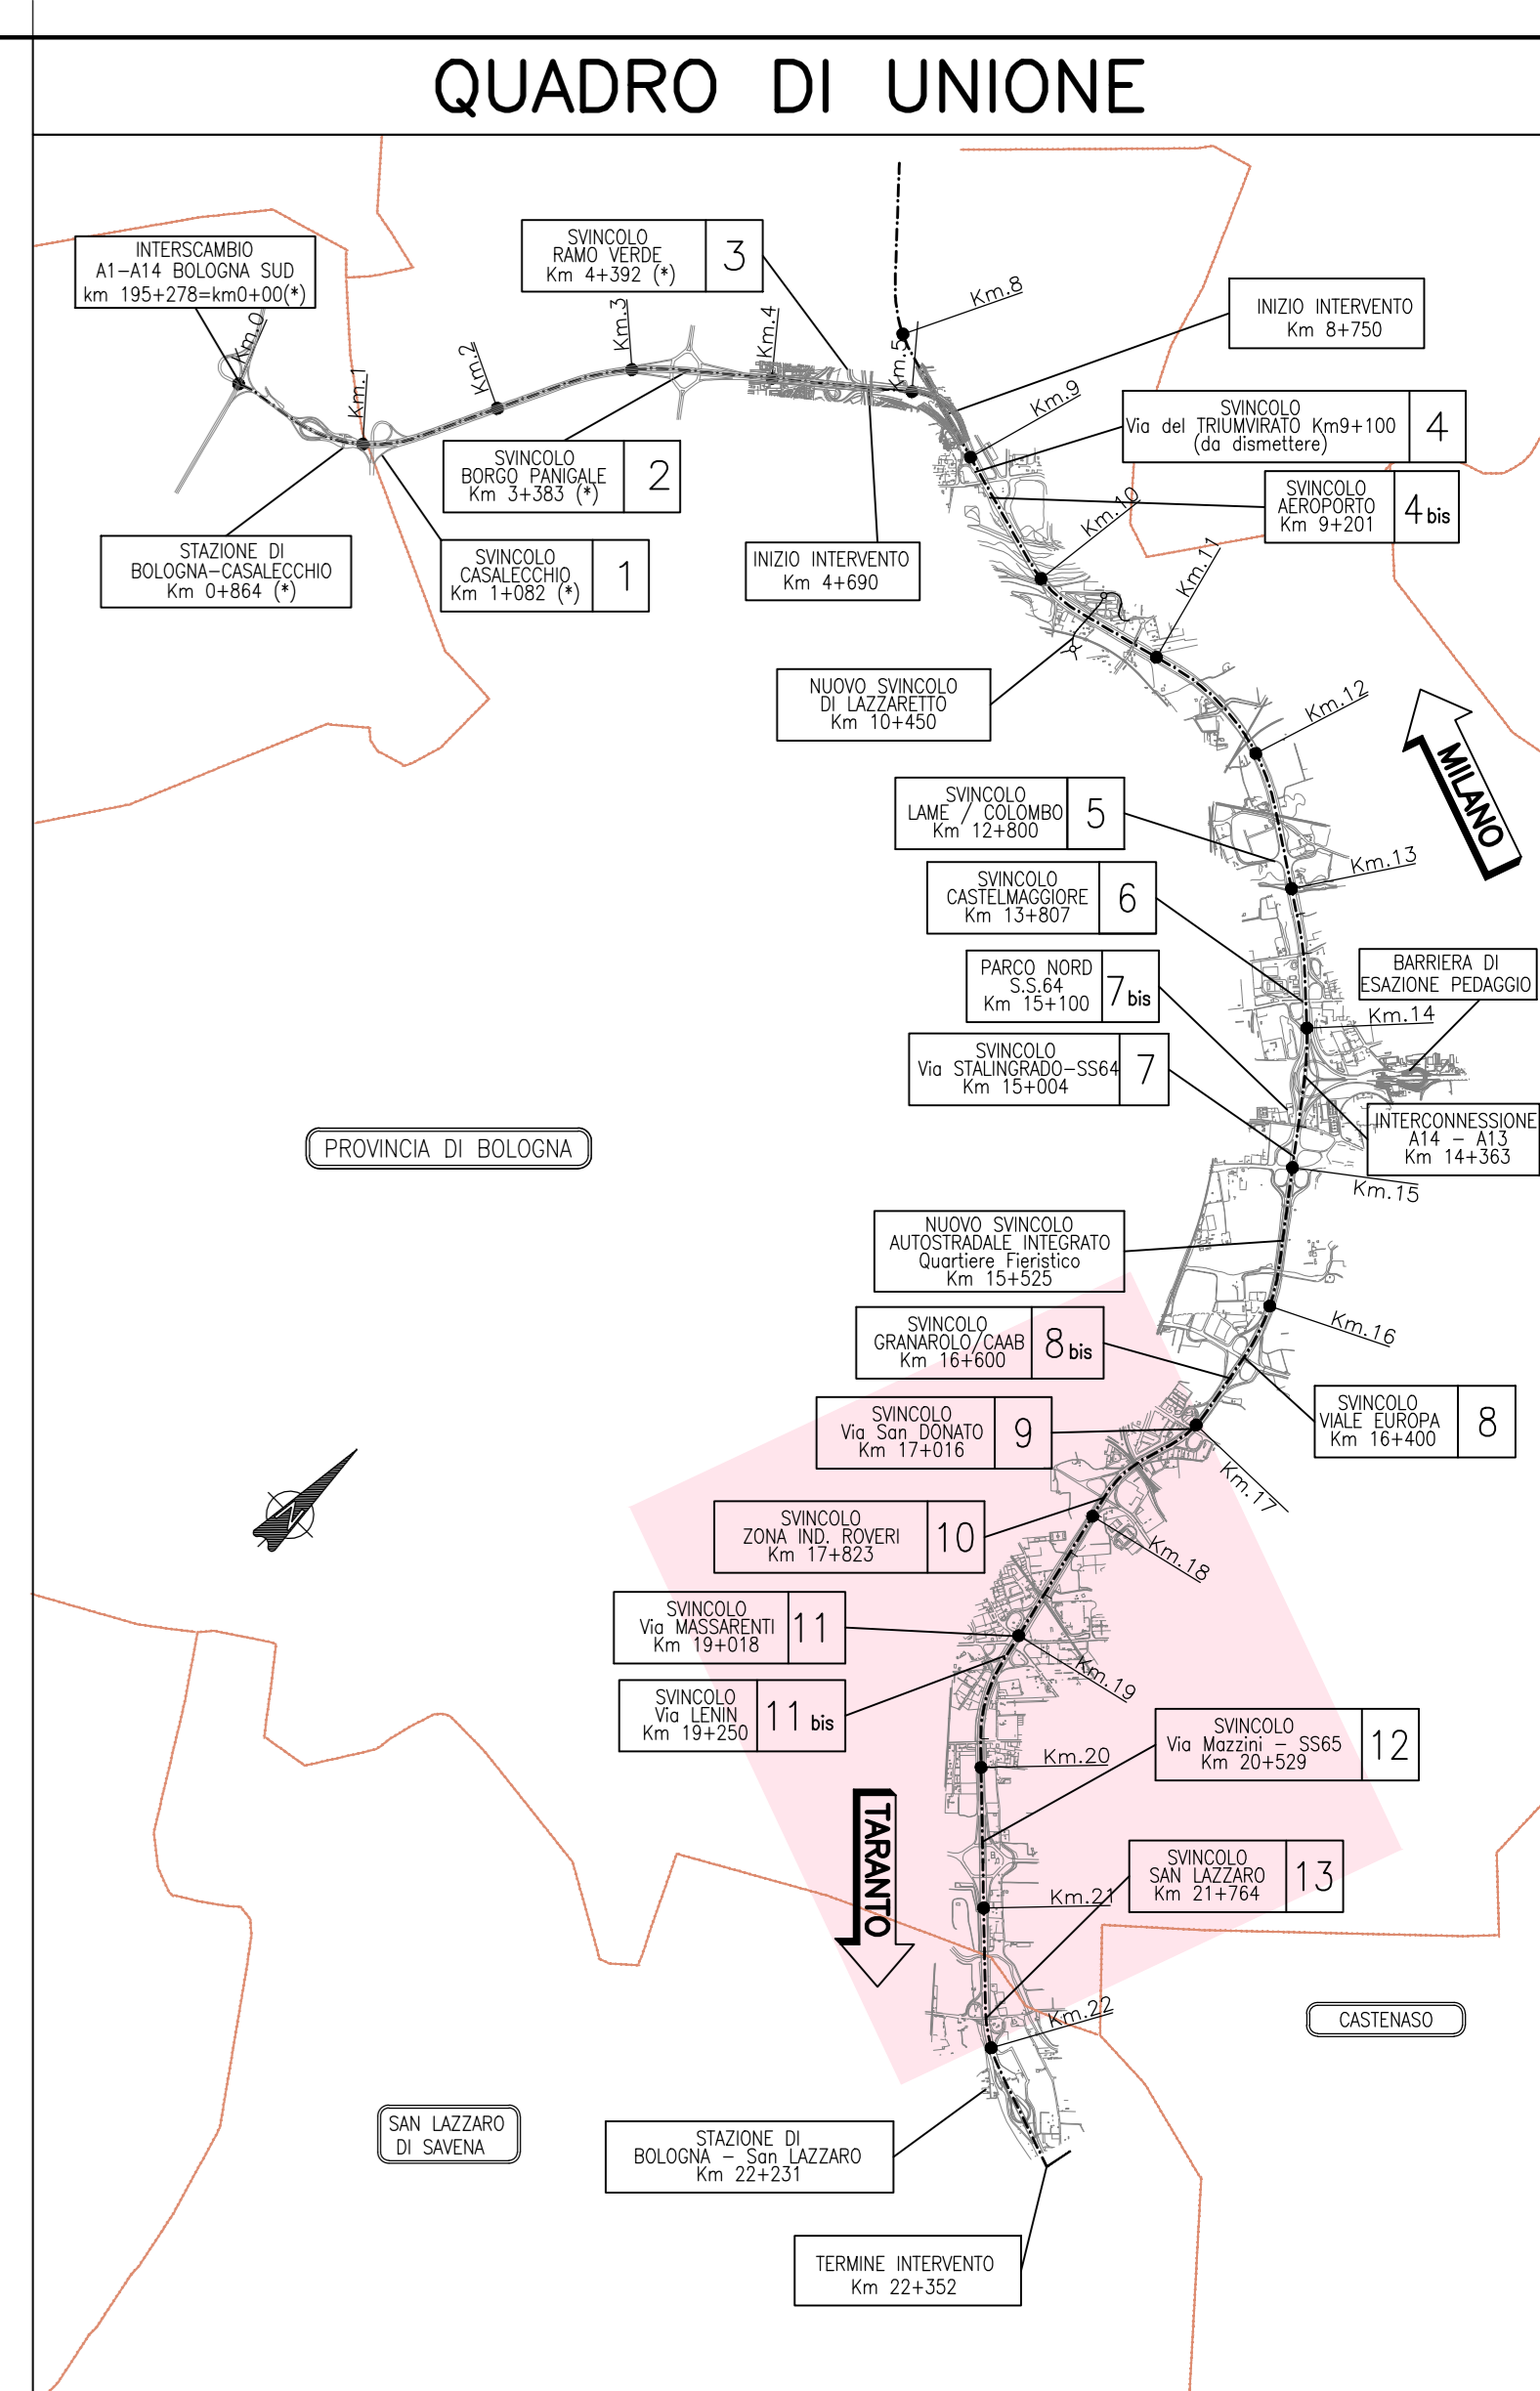 QUADRO DI UNIONE
INTERSCAMBIO
A1-A14 BOLOGNA SUD
km 195+278=km0+00(*)
SVINCOLO
RAMO VERDE
Km 4+392 (*)
3
Km.8
INIZIO INTERVENTO
Km 8+750
Km.0
Km.1
Km.2
Km.3
Km.4
Km.5
Km.9
SVINCOLO
Via del TRIUMVIRATO Km9+100
(da dismettere)
4
SVINCOLO
BORGO PANIGALE
Km 3+383 (*)
2
SVINCOLO
AEROPORTO
Km 9+201
4 bis
Km.10
STAZIONE DI
BOLOGNA-CASALECCHIO
Km 0+864 (*)
SVINCOLO
CASALECCHIO
Km 1+082 (*)
1
INIZIO INTERVENTO
Km 4+690
Km.11
NUOVO SVINCOLO
DI LAZZARETTO
Km 10+450
Km.12
MILANO
SVINCOLO
LAME / COLOMBO
Km 12+800
5
Km.13
SVINCOLO
CASTELMAGGIORE
Km 13+807
6
PARCO NORD
S.S.64
Km 15+100
7 bis
BARRIERA DI
ESAZIONE PEDAGGIO
Km.14
SVINCOLO
Via STALINGRADO-SS64
Km 15+004
7
INTERCONNESSIONE
A14 - A13
Km 14+363
PROVINCIA DI BOLOGNA
Km.15
NUOVO SVINCOLO
AUTOSTRADALE INTEGRATO
Quartiere Fieristico
Km 15+525
Km.16
SVINCOLO
GRANAROLO/CAAB
Km 16+600
8 bis
SVINCOLO
VIALE EUROPA
Km 16+400
8
SVINCOLO
Via San DONATO
Km 17+016
9
Km.17
SVINCOLO
ZONA IND. ROVERI
Km 17+823
10
Km.18
SVINCOLO
Via MASSARENTI
Km 19+018
11
Km.19
SVINCOLO
Via LENIN
Km 19+250
11 bis
SVINCOLO
Via Mazzini - SS65
Km 20+529
12
Km.20
TARANTO
SVINCOLO
SAN LAZZARO
Km 21+764
13
Km.21
Km.22
CASTENASO
SAN LAZZARO
DI SAVENA
STAZIONE DI
BOLOGNA - San LAZZARO
Km 22+231
TERMINE INTERVENTO
Km 22+352